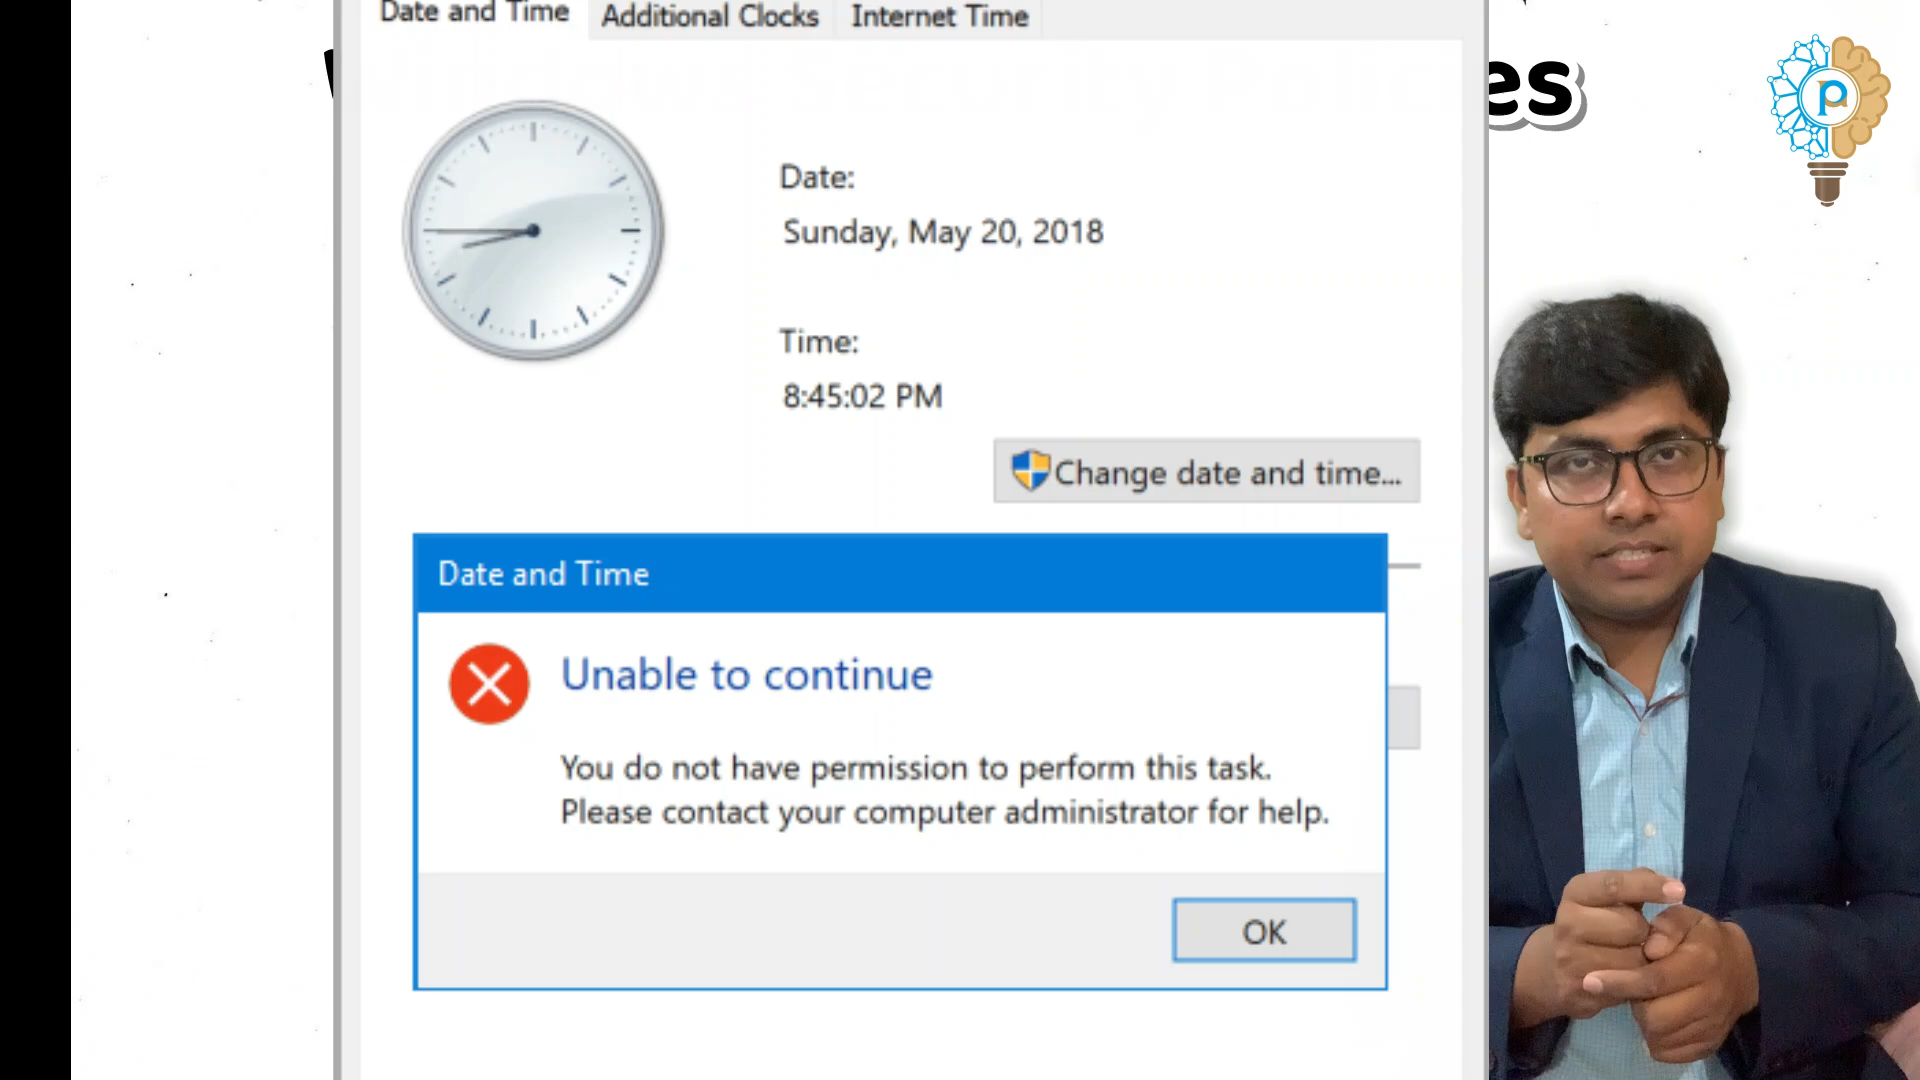 Date and Time
Additional Clocks
Internet Time
es
Date:
Sunday, May 20, 2018
Time:
8:45:02 PM
Change date and time...
Date and Time
Unable to continue
You do not have permission to perform this task.
Please contact your computer administrator for help.
OK